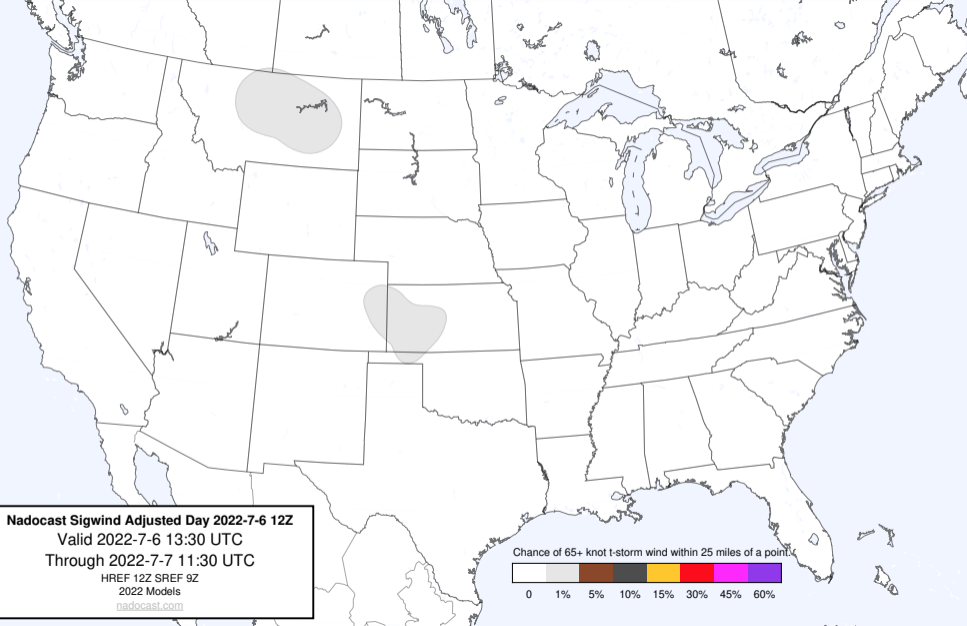 Nadocast Sigwind Adjusted Day 2022-7-6 12Z
Valid 2022-7-6 13:30 UTC
Through 2022-7-7 11:30 UTC
HREF 12Z SREF 9Z
2022 Models
nadocast.com
Chance of 65+ knot t-storm wind within 25 miles of a point.
0 1% 5% 10% 15% 30% 45% 60%